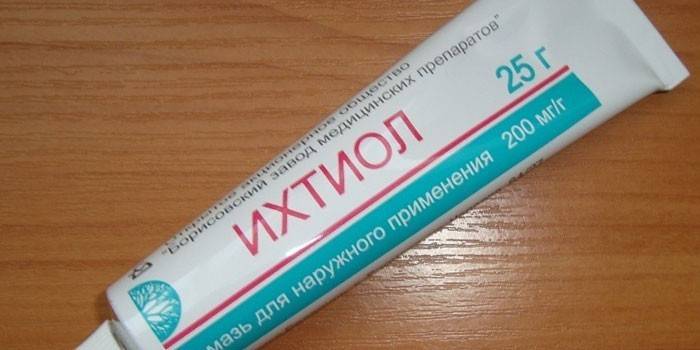 Открытое акционерное общество
"Борисовский завод медицинских препаратов"
ИХТИОЛ
25 г
мазь для наружного применения 200 мг/г